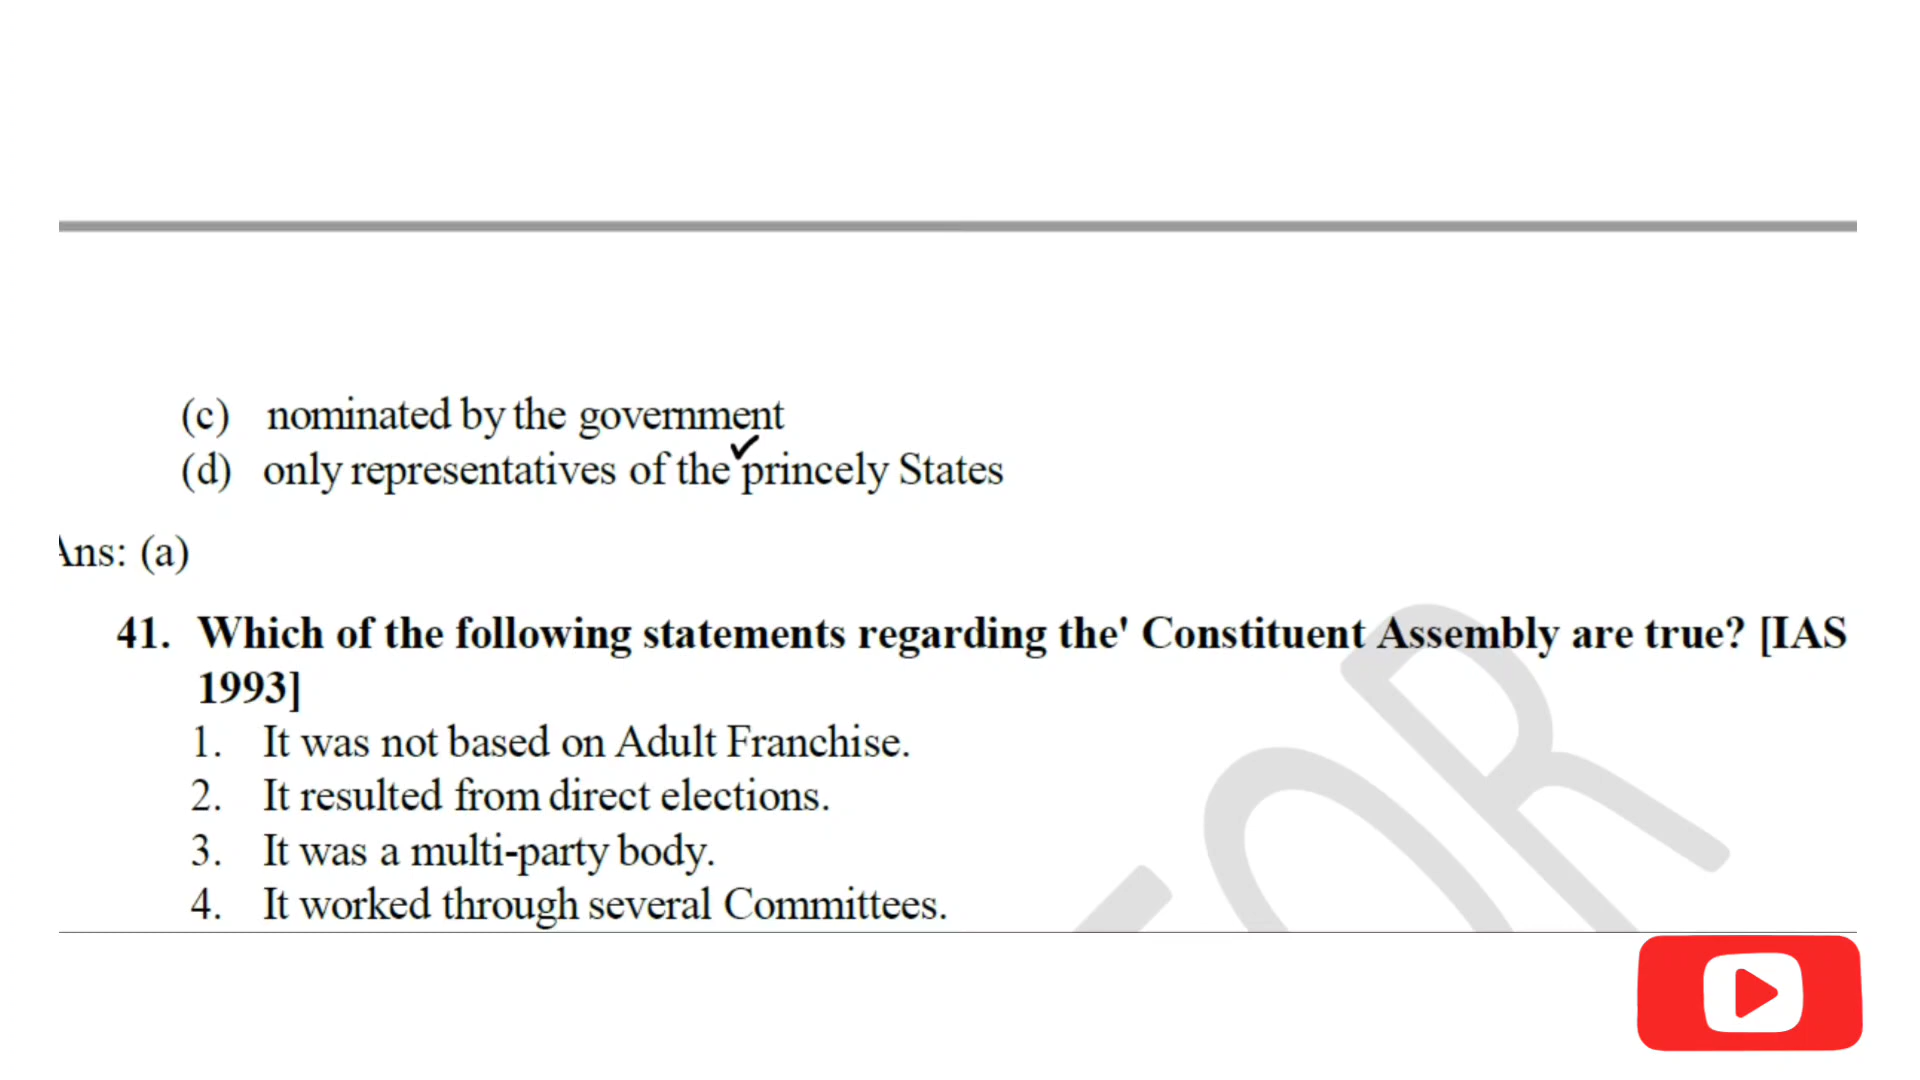 (c) nominated by the government
(d) only representatives of the princely States
Ans: (a)
41. Which of the following statements regarding the' Constituent Assembly are true? [IAS
1993]
1. It was not based on Adult Franchise.
2. It resulted from direct elections.
3. It was a multi-party body.
4. It worked through several Committees.